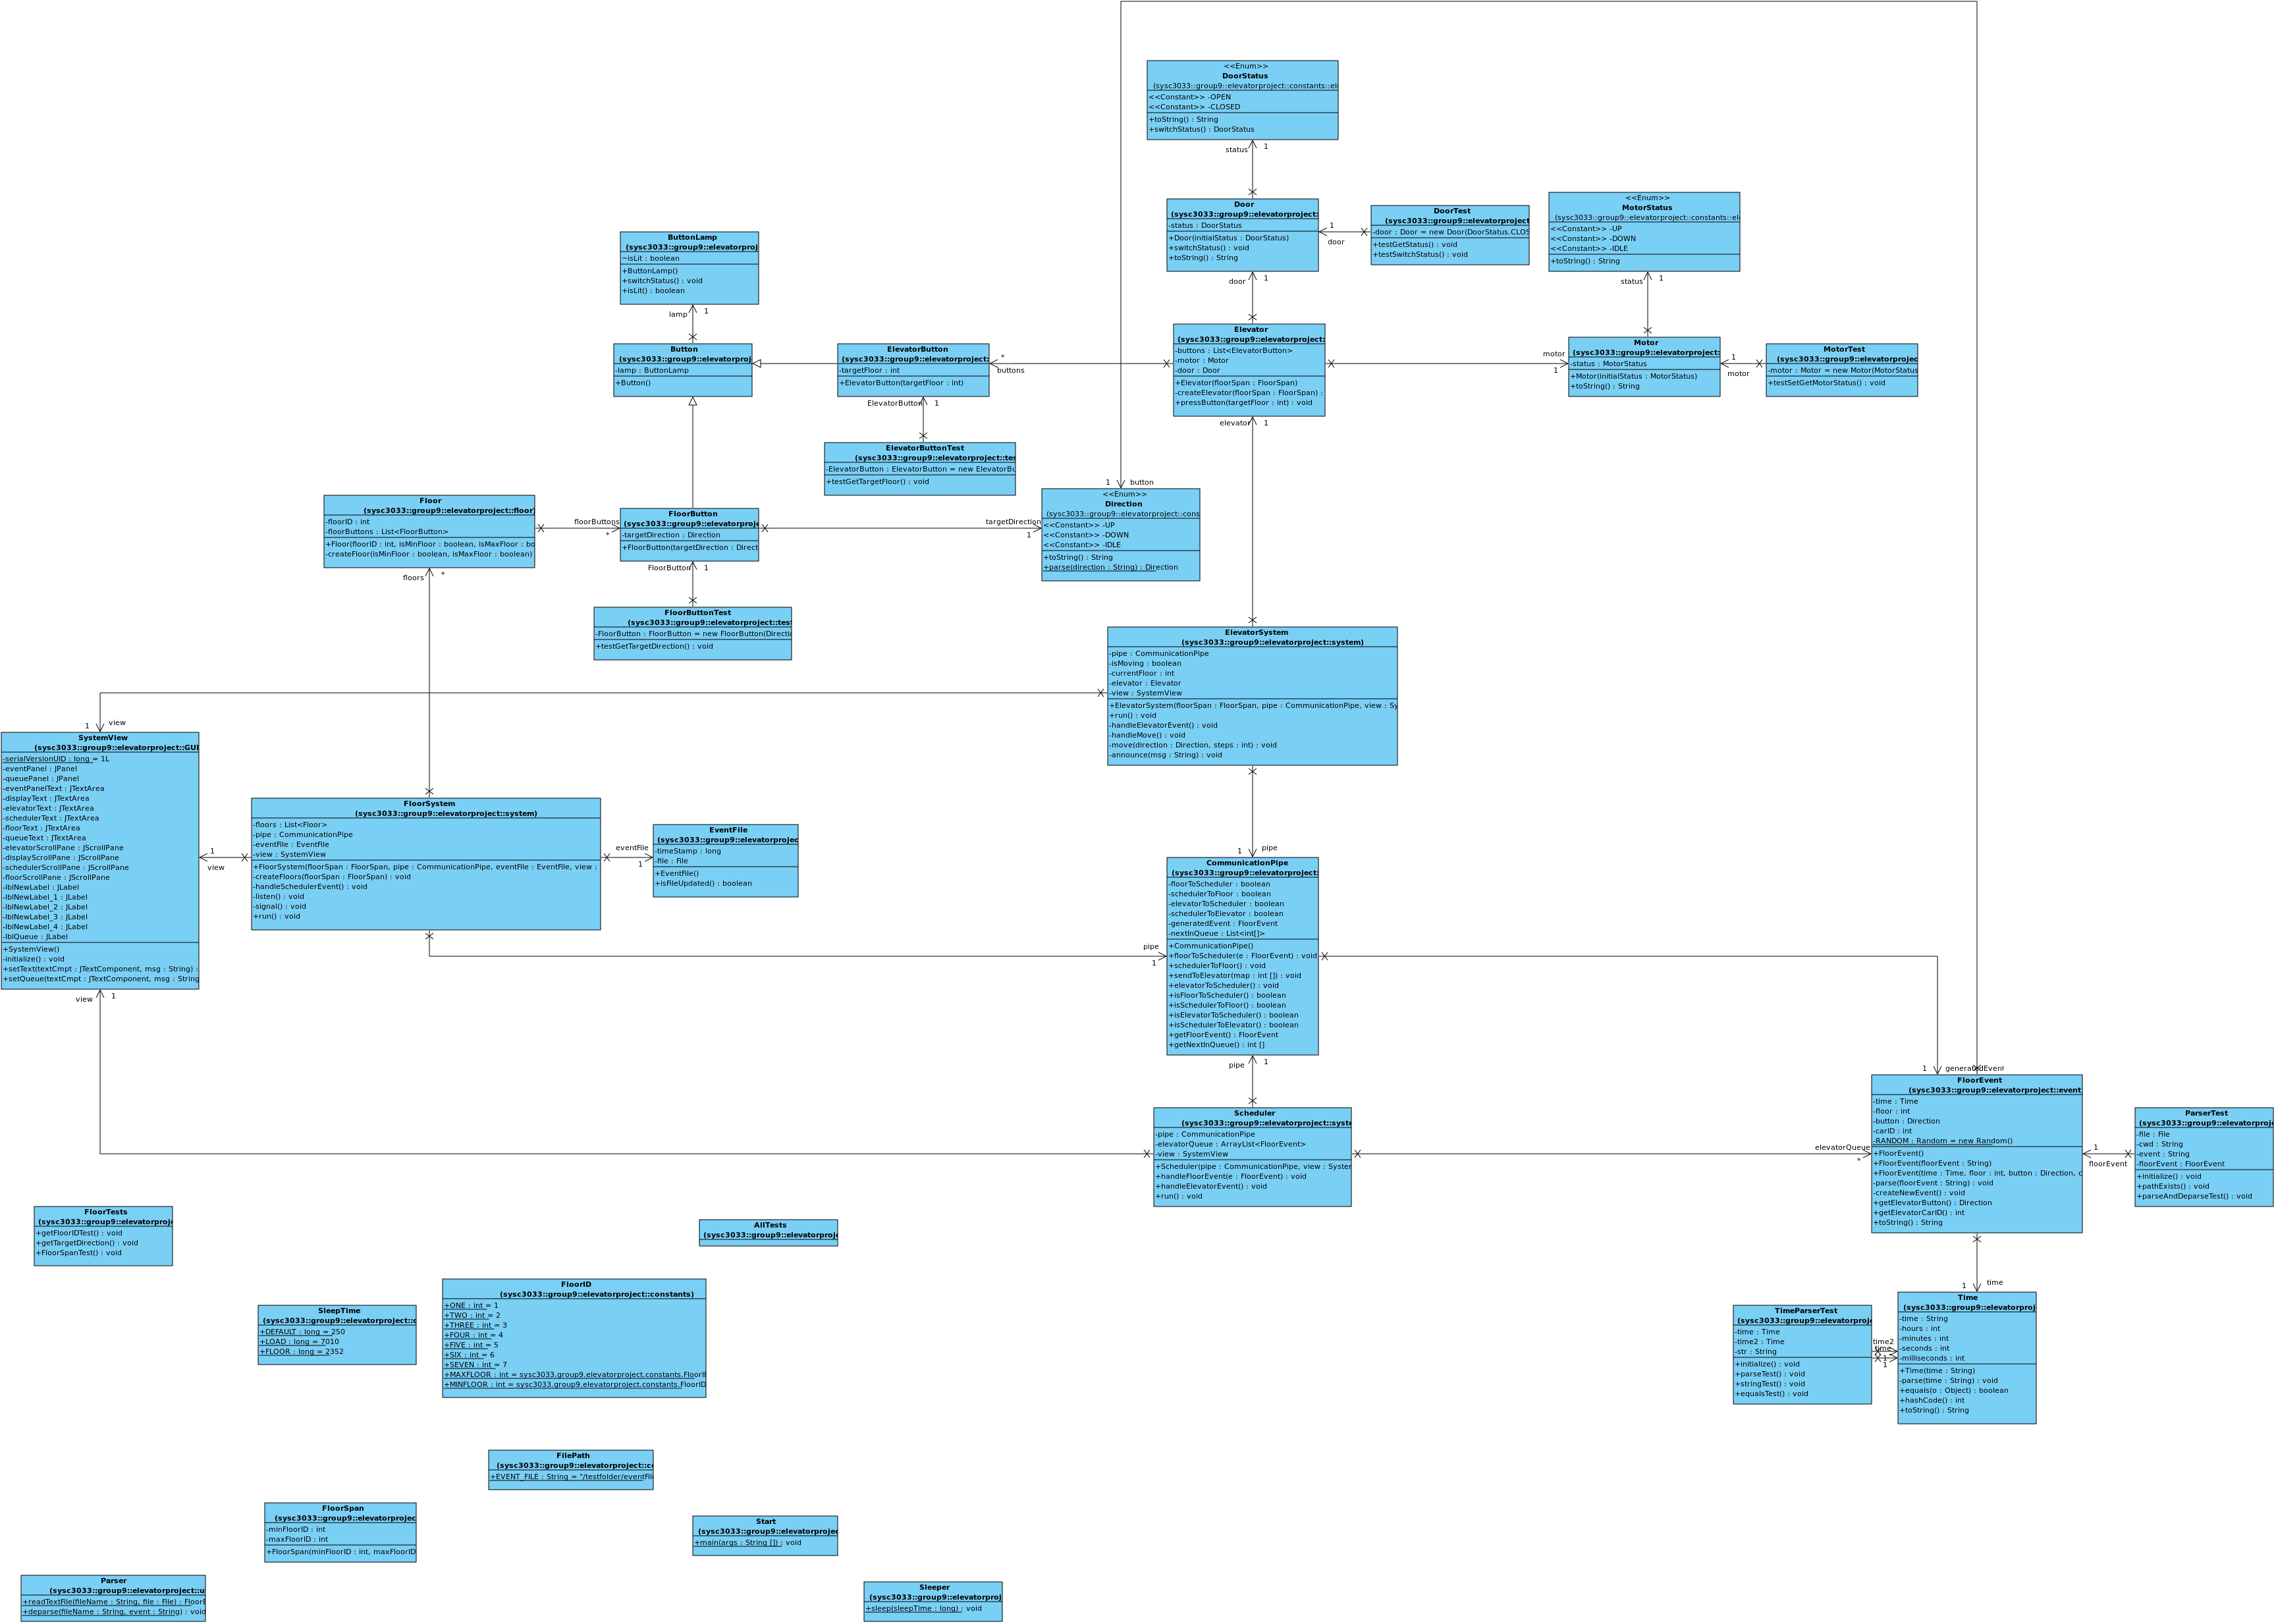 <<Enum>>
DoorStatus
(sysc3033::group9::elevatorproject::constants::el
<<Constant>> -OPEN
<<Constant>> -CLOSED
+toString() : String
+switchStatus() : DoorStatus
status
1
<<Enum>>
MotorStatus
(sysc3033::group9::elevatorproject::constants::el
<<Constant>> -UP
<<Constant>> -DOWN
<<Constant>> -IDLE
+toString() : String
status
1
Door
(sysc3033::group9::elevatorproject:
-status : DoorStatus
+Door(initialStatus : DoorStatus)
+switchStatus() : void
+toString() : String
1
door
DoorTest
(sysc3033::group9::elevatorproject
-door : Door = new Door(DoorStatus.CLOS
+testGetStatus() : void
+testSwitchStatus() : void
door
1
ButtonLamp
(sysc3033::group9::elevatorproj
~isLit : boolean
+ButtonLamp()
+switchStatus() : void
+isLit() : boolean
lamp
1
Button
(sysc3033::group9::elevatorproj
-lamp : ButtonLamp
+Button()
ElevatorButton
(sysc3033::group9::elevatorproject:
-targetFloor : int
+ElevatorButton(targetFloor : int)
*
buttons
Elevator
(sysc3033::group9::elevatorproject:
-buttons : List<ElevatorButton>
-motor : Motor
-door : Door
+Elevator(floorSpan : FloorSpan)
-createElevator(floorSpan : FloorSpan) :
+pressButton(targetFloor : int) : void
motor
1
Motor
(sysc3033::group9::elevatorproject:
-status : MotorStatus
+Motor(initialStatus : MotorStatus)
+toString() : String
1
motor
MotorTest
(sysc3033::group9::elevatorprojec
-motor : Motor = new Motor(MotorStatus
+testSetGetMotorStatus() : void
ElevatorButton
1
ElevatorButtonTest
(sysc3033::group9::elevatorproject::tes
-ElevatorButton : ElevatorButton = new ElevatorBu
+testGetTargetFloor() : void
elevator
1
1
button
<<Enum>>
Direction
(sysc3033::group9::elevatorproject::cons
<<Constant>> -UP
<<Constant>> -DOWN
<<Constant>> -IDLE
+toString() : String
+parse(direction : String) : Direction
Floor
(sysc3033::group9::elevatorproject::floor)
-floorID : int
-floorButtons : List<FloorButton>
+Floor(floorID : int, isMinFloor : boolean, isMaxFloor : bo
-createFloor(isMinFloor : boolean, isMaxFloor : boolean)
floorButtons
*
FloorButton
(sysc3033::group9::elevatorproje
-targetDirection : Direction
+FloorButton(targetDirection : Direct
targetDirection
1
floors
*
FloorButton
1
FloorButtonTest
(sysc3033::group9::elevatorproject::test
-FloorButton : FloorButton = new FloorButton(Directio
+testGetTargetDirection() : void
ElevatorSystem
(sysc3033::group9::elevatorproject::system)
-pipe : CommunicationPipe
-isMoving : boolean
-currentFloor : int
-elevator : Elevator
-view : SystemView
+ElevatorSystem(floorSpan : FloorSpan, pipe : CommunicationPipe, view : Sy
+run() : void
-handleElevatorEvent() : void
-handleMove() : void
-move(direction : Direction, steps : int) : void
-announce(msg : String) : void
1
view
SystemView
(sysc3033::group9::elevatorproject::GUI
-serialVersionUID : long = 1L
-eventPanel : JPanel
-queuePanel : JPanel
-eventPanelText : JTextArea
-displayText : JTextArea
-elevatorText : JTextArea
-schedulerText : JTextArea
-floorText : JTextArea
-queueText : JTextArea
-elevatorScrollPane : JScrollPane
-displayScrollPane : JScrollPane
-schedulerScrollPane : JScrollPane
-floorScrollPane : JScrollPane
-lblNewLabel : JLabel
-lblNewLabel_1 : JLabel
-lblNewLabel_2 : JLabel
-lblNewLabel_3 : JLabel
-lblNewLabel_4 : JLabel
-lblQueue : JLabel
+SystemView()
-initialize() : void
+setText(textCmpt : JTextComponent, msg : String) :
+setQueue(textCmpt : JTextComponent, msg : String
1
view
FloorSystem
(sysc3033::group9::elevatorproject::system)
-floors : List<Floor>
-pipe : CommunicationPipe
-eventFile : EventFile
-view : SystemView
+FloorSystem(floorSpan : FloorSpan, pipe : CommunicationPipe, eventFile : EventFile, view :
-createFloors(floorSpan : FloorSpan) : void
-handleSchedulerEvent() : void
-listen() : void
-signal() : void
+run() : void
eventFile
1
EventFile
(sysc3033::group9::elevatorproject
-timeStamp : long
-file : File
+EventFile()
+isFileUpdated() : boolean
1
pipe
CommunicationPipe
(sysc3033::group9::elevatorproject:
-floorToScheduler : boolean
-schedulerToFloor : boolean
-elevatorToScheduler : boolean
-schedulerToElevator : boolean
-generatedEvent : FloorEvent
-nextInQueue : List<int[]>
+CommunicationPipe()
+floorToScheduler(e : FloorEvent) : void
+schedulerToFloor() : void
+sendToElevator(map : int []) : void
+elevatorToScheduler() : void
+isFloorToScheduler() : boolean
+isSchedulerToFloor() : boolean
+isElevatorToScheduler() : boolean
+isSchedulerToElevator() : boolean
+getFloorEvent() : FloorEvent
+getNextInQueue() : int []
pipe
1
view
1
pipe
1
1
generatedEvent
Scheduler
(sysc3033::group9::elevatorproject::syste
-pipe : CommunicationPipe
-elevatorQueue : ArrayList<FloorEvent>
-view : SystemView
+Scheduler(pipe : CommunicationPipe, view : System
+handleFloorEvent(e : FloorEvent) : void
+handleElevatorEvent() : void
+run() : void
elevatorQueue
*
FloorEvent
(sysc3033::group9::elevatorproject::event
-time : Time
-floor : int
-button : Direction
-carID : int
-RANDOM : Random = new Random()
+FloorEvent()
+FloorEvent(floorEvent : String)
+FloorEvent(time : Time, floor : int, button : Direction, c
-parse(floorEvent : String) : void
-createNewEvent() : void
+getElevatorButton() : Direction
+getElevatorCarID() : int
+toString() : String
1
floorEvent
ParserTest
(sysc3033::group9::elevatorproje
-file : File
-cwd : String
-event : String
-floorEvent : FloorEvent
+initialize() : void
+pathExists() : void
+parseAndDeparseTest() : void
FloorTests
(sysc3033::group9::elevatorproj
+getFloorIDTest() : void
+getTargetDirection() : void
+FloorSpanTest() : void
AllTests
(sysc3033::group9::elevatorproj
1
time
FloorID
(sysc3033::group9::elevatorproject::constants)
+ONE : int = 1
+TWO : int = 2
+THREE : int = 3
+FOUR : int = 4
+FIVE : int = 5
+SIX : int = 6
+SEVEN : int = 7
+MAXFLOOR : int = sysc3033.group9.elevatorproject.constants.FloorI
+MINFLOOR : int = sysc3033.group9.elevatorproject.constants.FloorID
SleepTime
(sysc3033::group9::elevatorproject::c
+DEFAULT : long = 250
+LOAD : long = 7010
+FLOOR : long = 2352
TimeParserTest
(sysc3033::group9::elevatorproje
-time : Time
-time2 : Time
-str : String
+initialize() : void
+parseTest() : void
+stringTest() : void
+equalsTest() : void
time2
time
1
1
Time
(sysc3033::group9::elevatorproj
-time : String
-hours : int
-minutes : int
-seconds : int
-milliseconds : int
+Time(time : String)
-parse(time : String) : void
+equals(o : Object) : boolean
+hashCode() : int
+toString() : String
FilePath
(sysc3033::group9::elevatorproject::co
+EVENT_FILE : String = "/testfolder/eventFil
FloorSpan
(sysc3033::group9::elevatorprojec
-minFloorID : int
-maxFloorID : int
+FloorSpan(minFloorID : int, maxFloorID
Start
(sysc3033::group9::elevatorproject
+main(args : String []) : void
Parser
(sysc3033::group9::elevatorproject::u
+readTextFile(fileName : String, file : File) : FloorE
+deparse(fileName : String, event : String) : void
Sleeper
(sysc3033::group9::elevatorproj
+sleep(sleepTime : long) : void